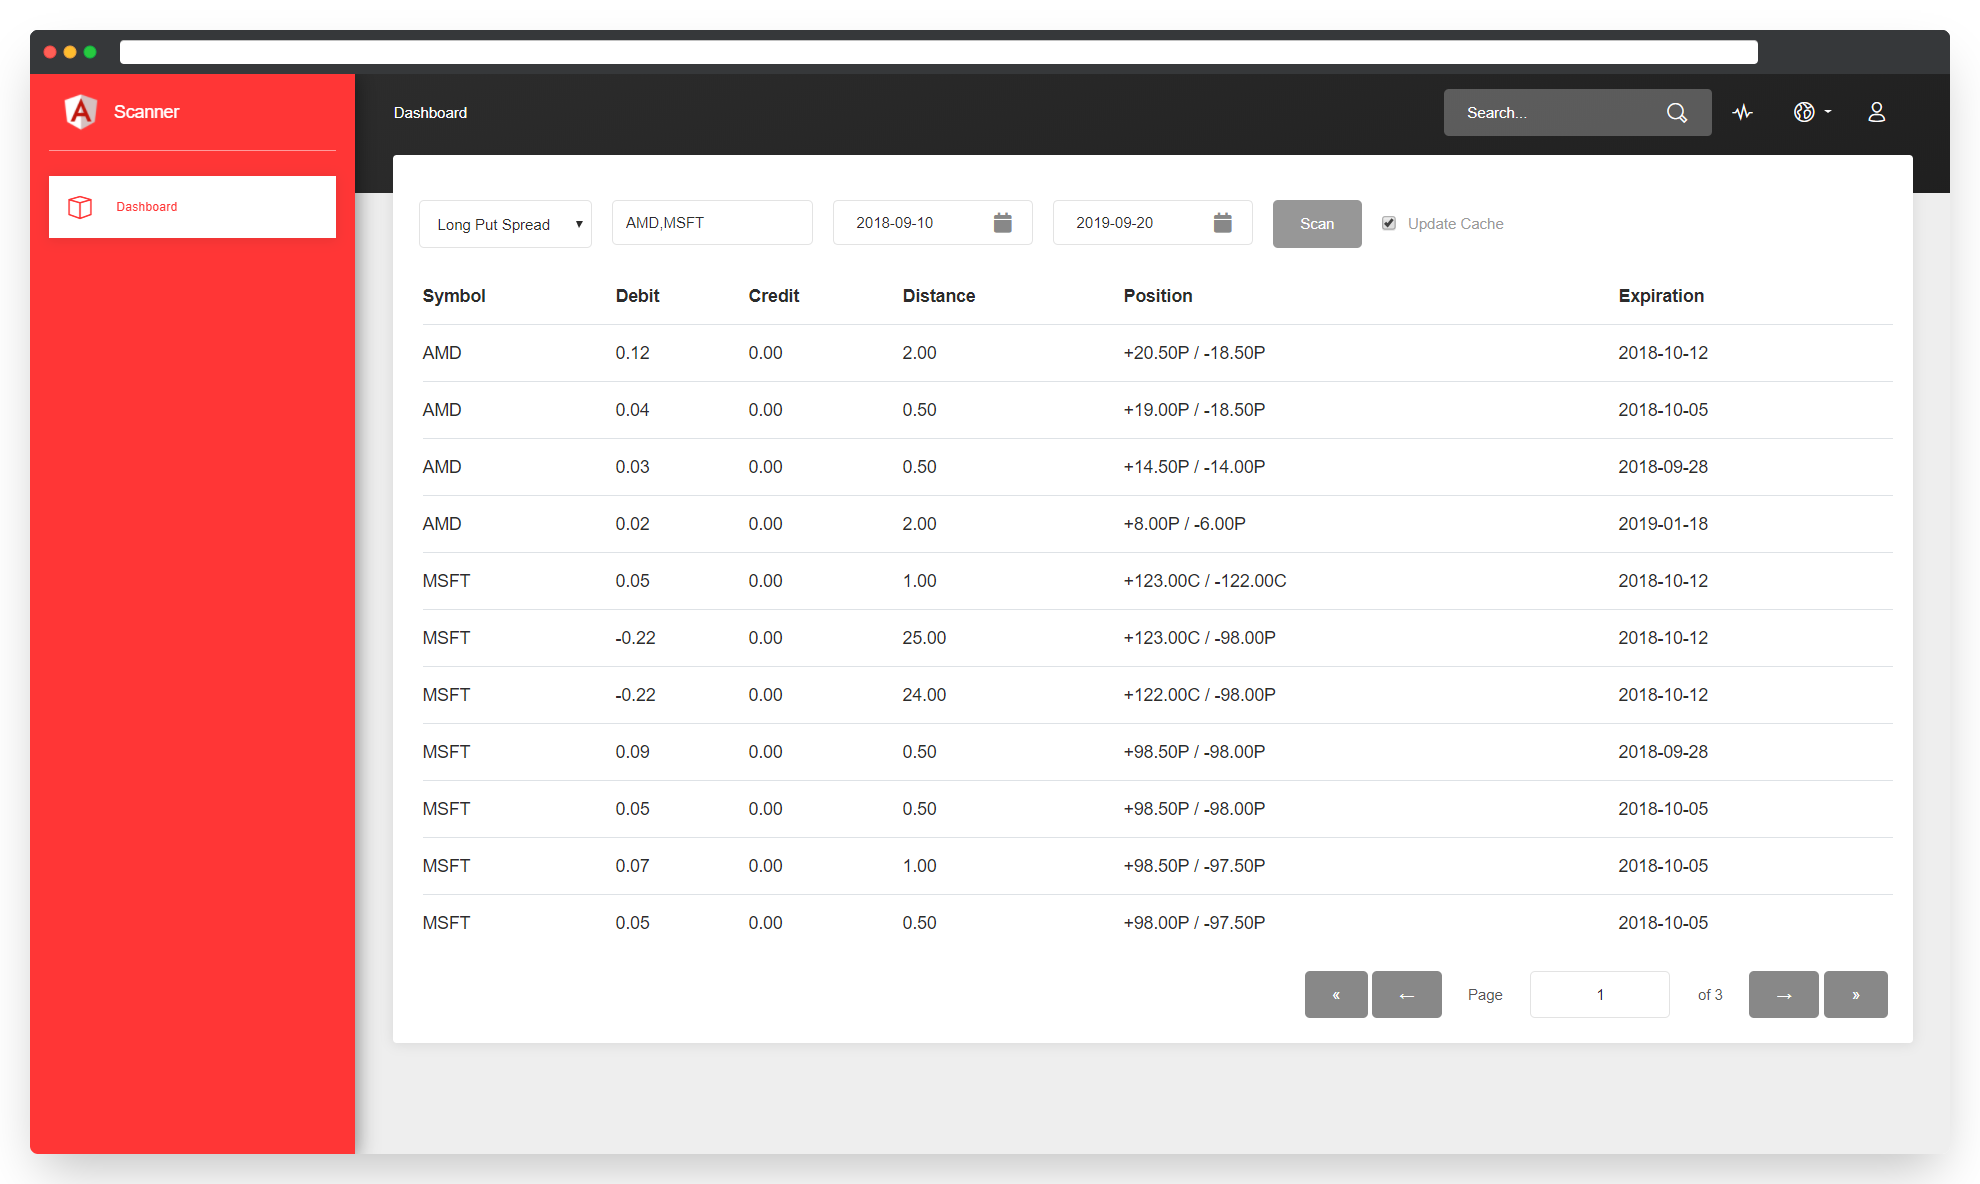 Scanner
Dashboard
Search...
Dashboard
Long Put Spread AMD,MSFT 2018-09-10 2019-09-20 Scan Update Cache
Symbol Debit Credit Distance Position Expiration
AMD 0.12 0.00 2.00 +20.50P / -18.50P 2018-10-12
AMD 0.04 0.00 0.50 +19.00P / -18.50P 2018-10-05
AMD 0.03 0.00 0.50 +14.50P / -14.00P 2018-09-28
AMD 0.02 0.00 2.00 +8.00P / -6.00P 2019-01-18
MSFT 0.05 0.00 1.00 +123.00C / -122.00C 2018-10-12
MSFT -0.22 0.00 25.00 +123.00C / -98.00P 2018-10-12
MSFT -0.22 0.00 24.00 +122.00C / -98.00P 2018-10-12
MSFT 0.09 0.00 0.50 +98.50P / -98.00P 2018-09-28
MSFT 0.05 0.00 0.50 +98.50P / -98.00P 2018-10-05
MSFT 0.07 0.00 1.00 +98.50P / -97.50P 2018-10-05
MSFT 0.05 0.00 0.50 +98.00P / -97.50P 2018-10-05
« ← Page 1 of 3 → »